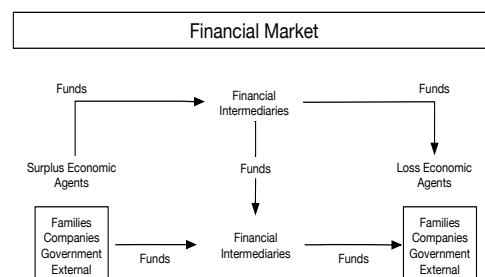 Financial Market
Funds
Funds
Financial
Intermediaries
Surplus Economic
Agents
Funds
Loss Economic
Agents
Families
Companies
Government
External
Funds
Financial
Intermediaries
Funds
Families
Companies
Government
External